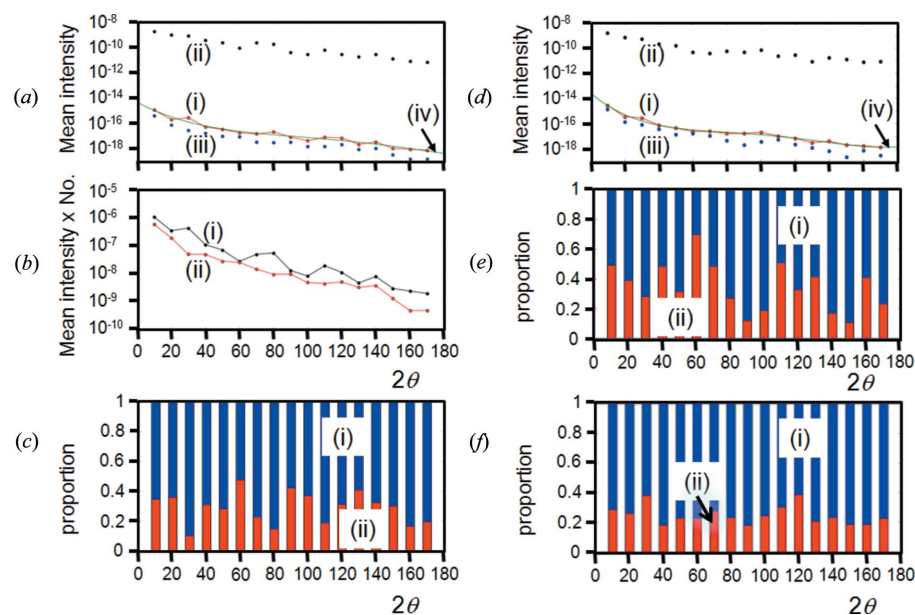 (a)
Mean intensity
10-8
10-10
10-12
10-14
10-16
10-18
(ii)
(i)
(iii)
(iv)
(b)
Mean intensity x No.
10-5
10-6
10-7
10-8
10-9
10-10
(i)
(ii)
0 20 40 60 80 100 120 140 160 180
2θ
(c)
proportion
1
0.8
0.6
0.4
0.2
0
(i)
(ii)
0 20 40 60 80 100 120 140 160 180
2θ
(d)
Mean intensity
10-8
10-10
10-12
10-14
10-16
10-18
(ii)
(i)
(iii)
(iv)
(e)
proportion
1
0.8
0.6
0.4
0.2
0
(i)
(ii)
0 20 40 60 80 100 120 140 160 180
2θ
(f)
proportion
1
0.8
0.6
0.4
0.2
0
(i)
(ii)
0 20 40 60 80 100 120 140 160 180
2θ